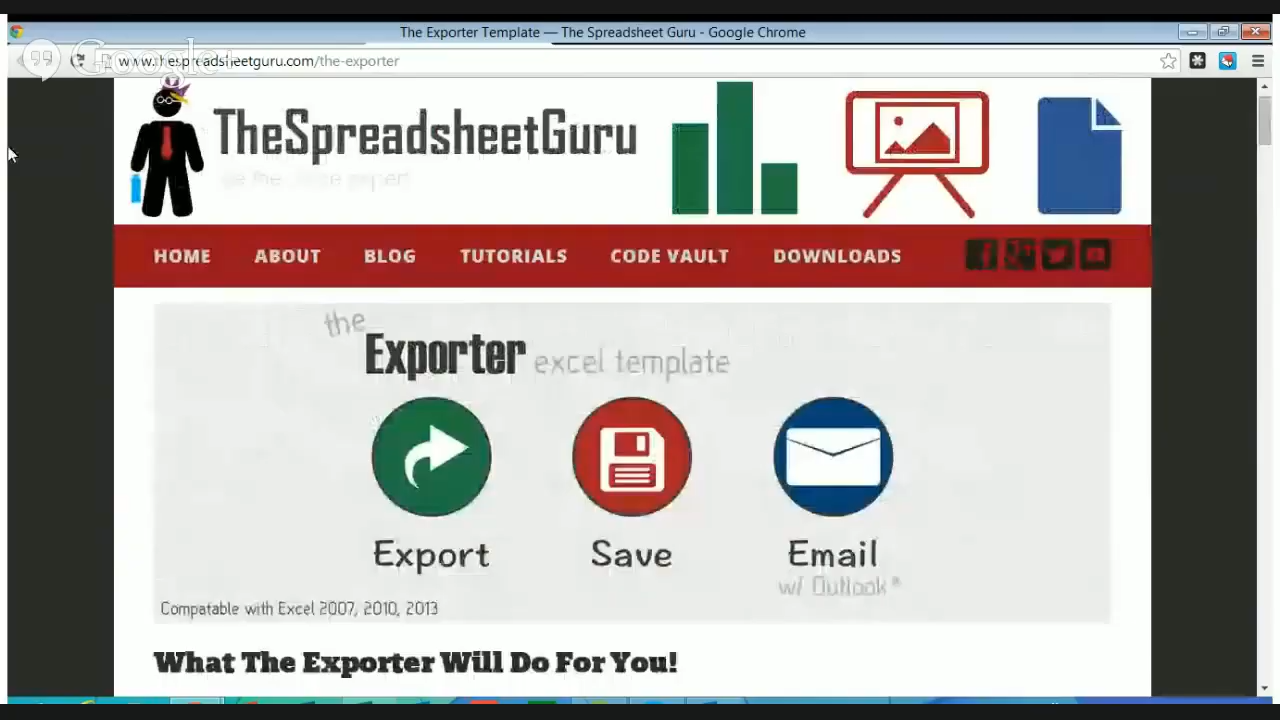 The Exporter Template — The Spreadsheet Guru - Google Chrome
Google+
www.thespreadsheetguru.com/the-exporter
TheSpreadsheetGuru
HOME ABOUT BLOG TUTORIALS CODE VAULT DOWNLOADS
the
Exporter excel template
Export Save Email
w/ Outlook*
Compatable with Excel 2007, 2010, 2013
What The Exporter Will Do For You!